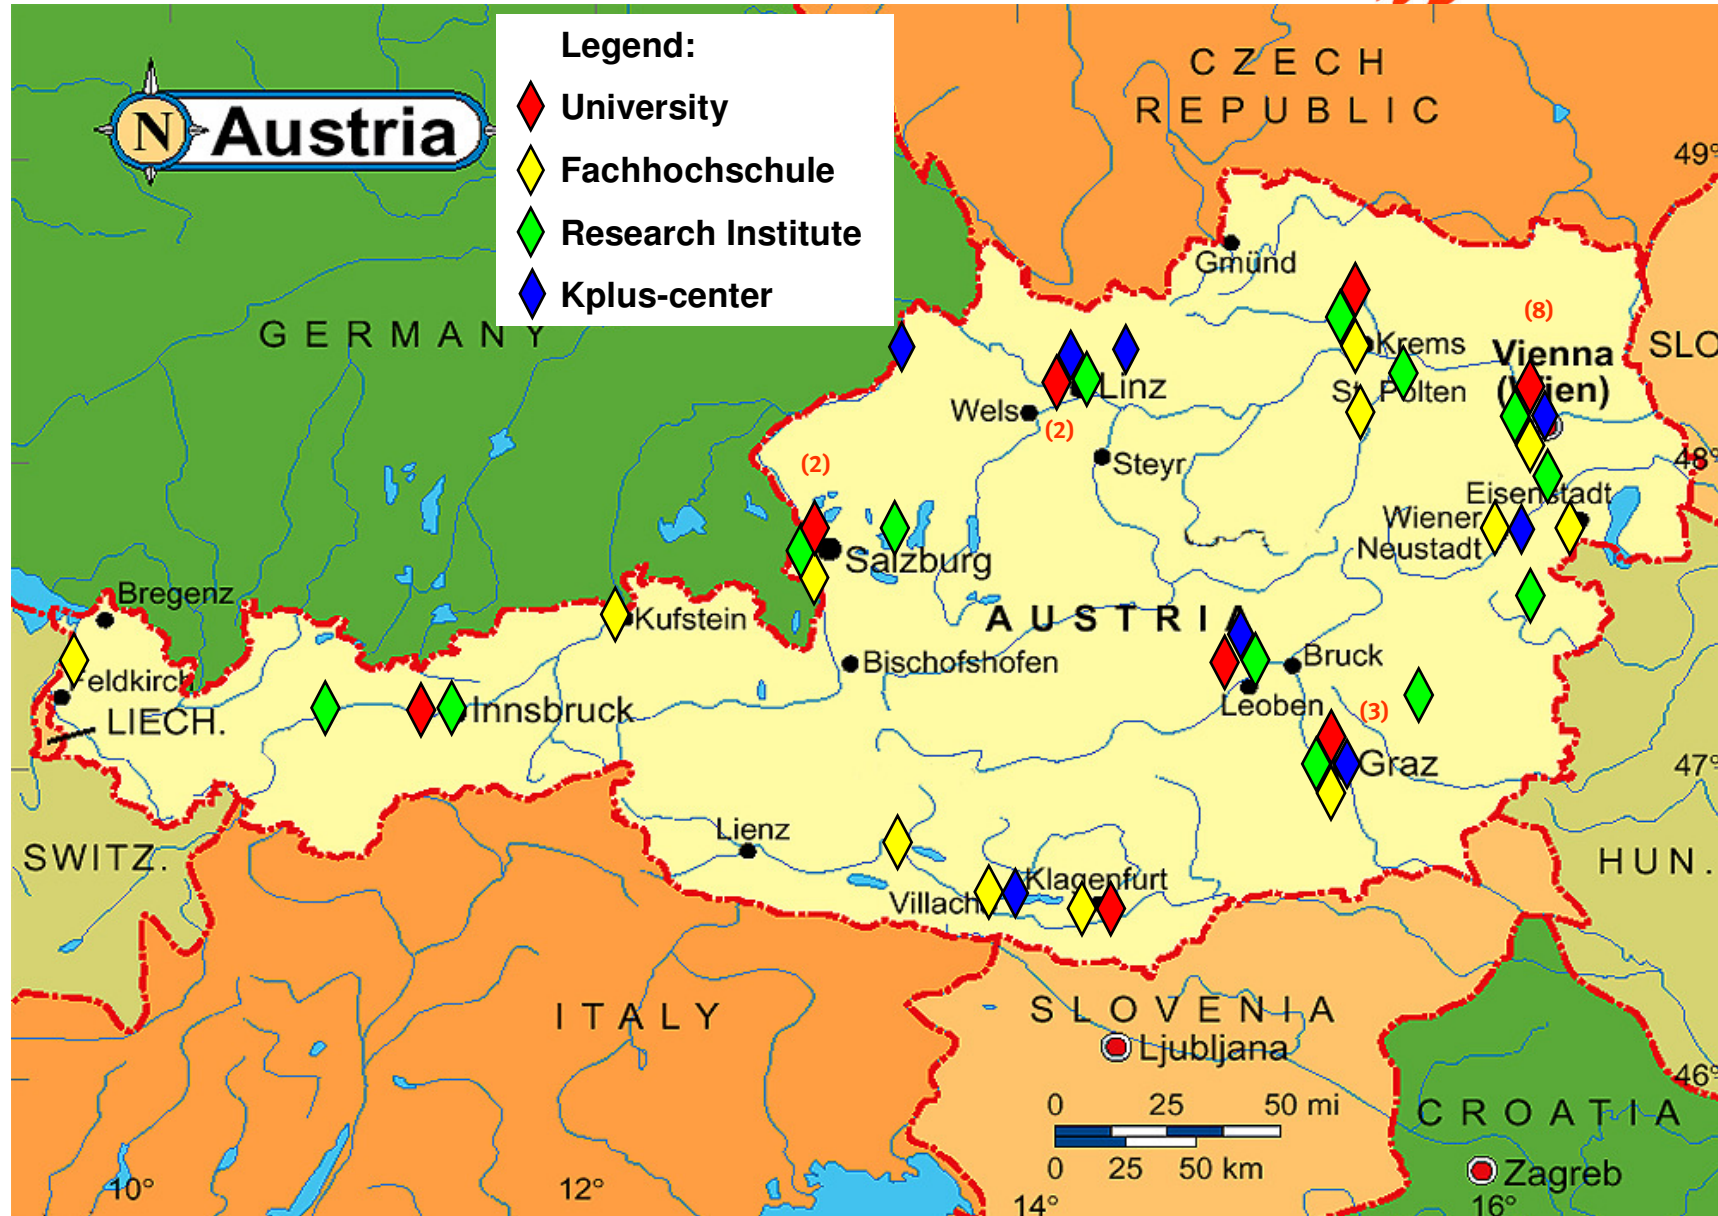 Legend:
University
Fachhochschule
Research Institute
Kplus-center
N Austria
CZECH
REPUBLIC
GERMANY
49°
Gmünd
(8)
Krems
Vienna
(Wien)
SLO
St. Pölten
Linz
Wels
(2)
Steyr
(2)
48°
Eisenstadt
Wiener
Neustadt
Salzburg
Bregenz
Kufstein
AUSTRIA
Bischofshofen
Bruck
Feldkirch
LIECH.
Innsbruck
Leoben
(3)
Graz
47°
SWITZ.
Lienz
HUN.
Klagenfurt
Villach
ITALY
SLOVENIA
Ljubljana
46°
0 25 50 mi
0 25 50 km
CROATIA
Zagreb
10°
12°
14°
16°